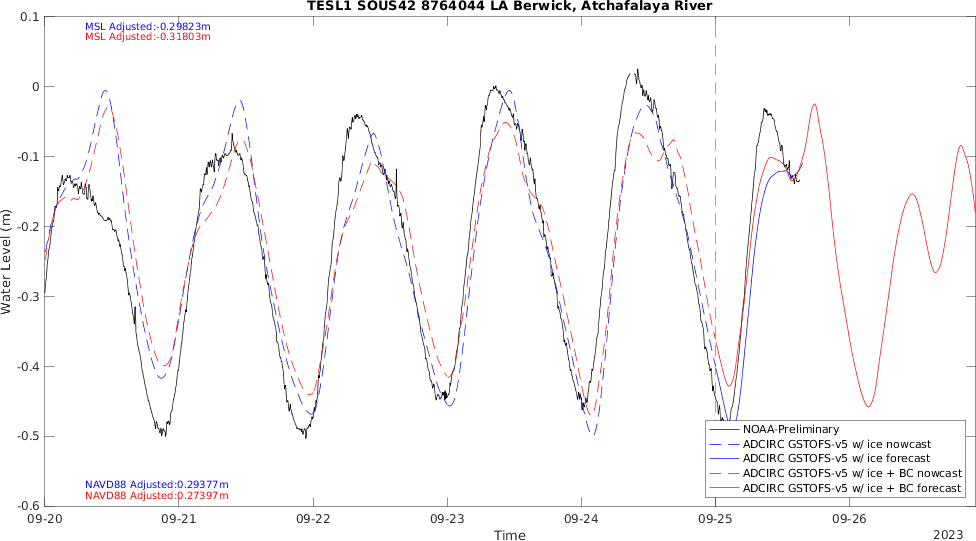 TESL1 SOUS42 8764044 LA Berwick, Atchafalaya River
MSL Adjusted:-0.29823m
MSL Adjusted:-0.31803m
0.1
0
-0.1
-0.2
-0.3
-0.4
-0.5
-0.6
Water Level (m)
NAVD88 Adjusted:0.29377m
NAVD88 Adjusted:0.27397m
NOAA-Preliminary
ADCIRC GSTOFS-v5 w/ ice nowcast
ADCIRC GSTOFS-v5 w/ ice forecast
ADCIRC GSTOFS-v5 w/ ice + BC nowcast
ADCIRC GSTOFS-v5 w/ ice + BC forecast
09-20 09-21 09-22 09-23 09-24 09-25 09-26
Time
2023